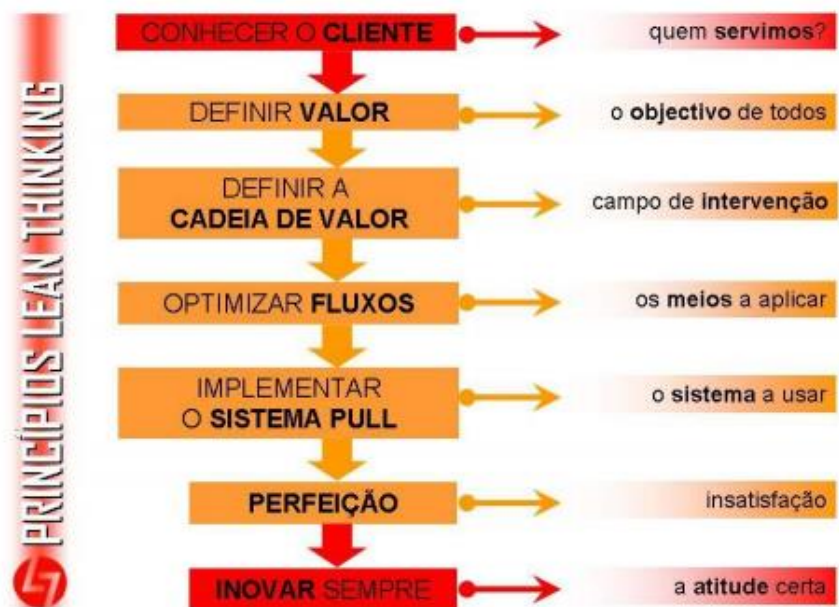 PRINCÍPIOS LEAN THINKING
CONHECER O CLIENTE
quem servimos?
DEFINIR VALOR
o objectivo de todos
DEFINIR A
CADEIA DE VALOR
campo de intervenção
OPTIMIZAR FLUXOS
os meios a aplicar
IMPLEMENTAR
O SISTEMA PULL
o sistema a usar
PERFEIÇÃO
insatisfação
INOVAR SEMPRE
a atitude certa